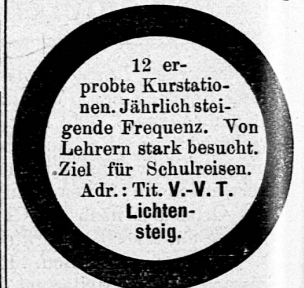 12 er-
probte Kurstatio-
nen. Jährlich stei-
gende Frequenz. Von
Lehrern stark besucht.
Ziel für Schulreisen.
Adr.: Tit. V.-V. T.
Lichten-
steig.